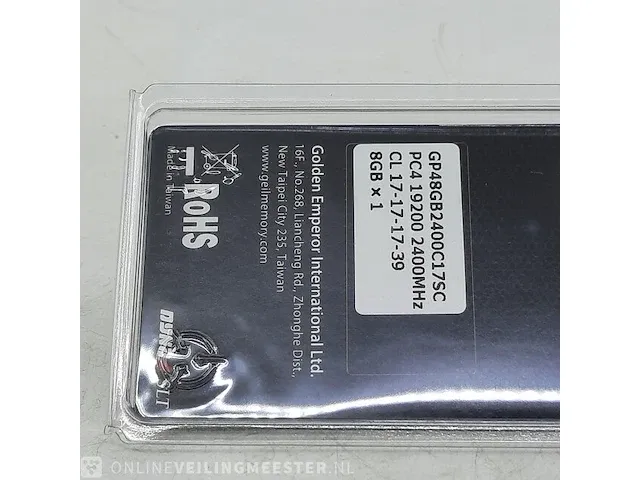 GP48GB2400C17SC
PC4 19200 2400MHz
CL 17-17-17-39
8GB × 1
Golden Emperor International Ltd.
16F., No.268, Liancheng Rd., Zhonghe Dist.,
New Taipei City 235, Taiwan
www.geilmemory.com
RoHS
Made in Taiwan
ONLINEVEILINGMEESTER.NL